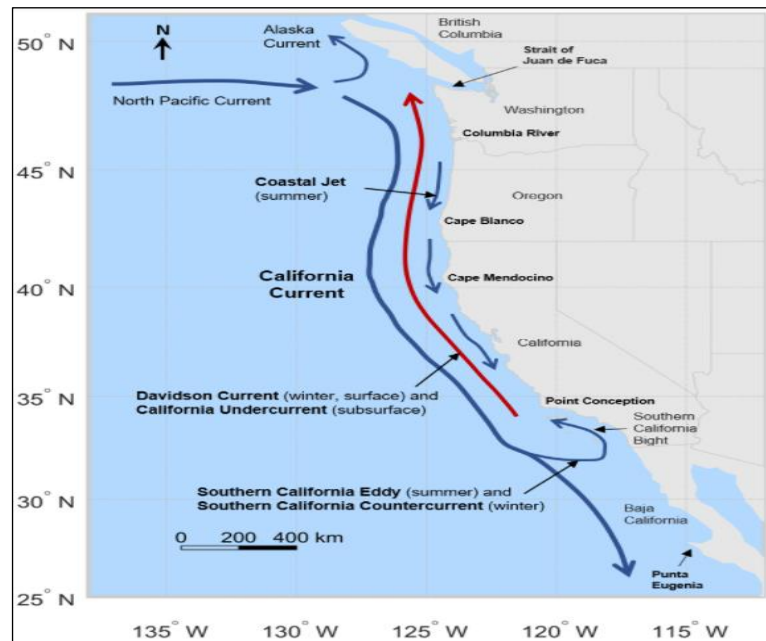 N
Alaska
Current
British
Columbia
50° N
Strait of
Juan de Fuca
North Pacific Current
Washington
Columbia River
45° N
Coastal Jet
(summer)
Oregon
Cape Blanco
California
Current
Cape Mendocino
40° N
California
Davidson Current (winter, surface) and
California Undercurrent (subsurface)
Point Conception
35° N
Southern
California
Bight
Southern California Eddy (summer) and
Southern California Countercurrent (winter)
30° N
Baja
California
0 200 400 km
Punta
Eugenia
25° N
135° W 130° W 125° W 120° W 115° W